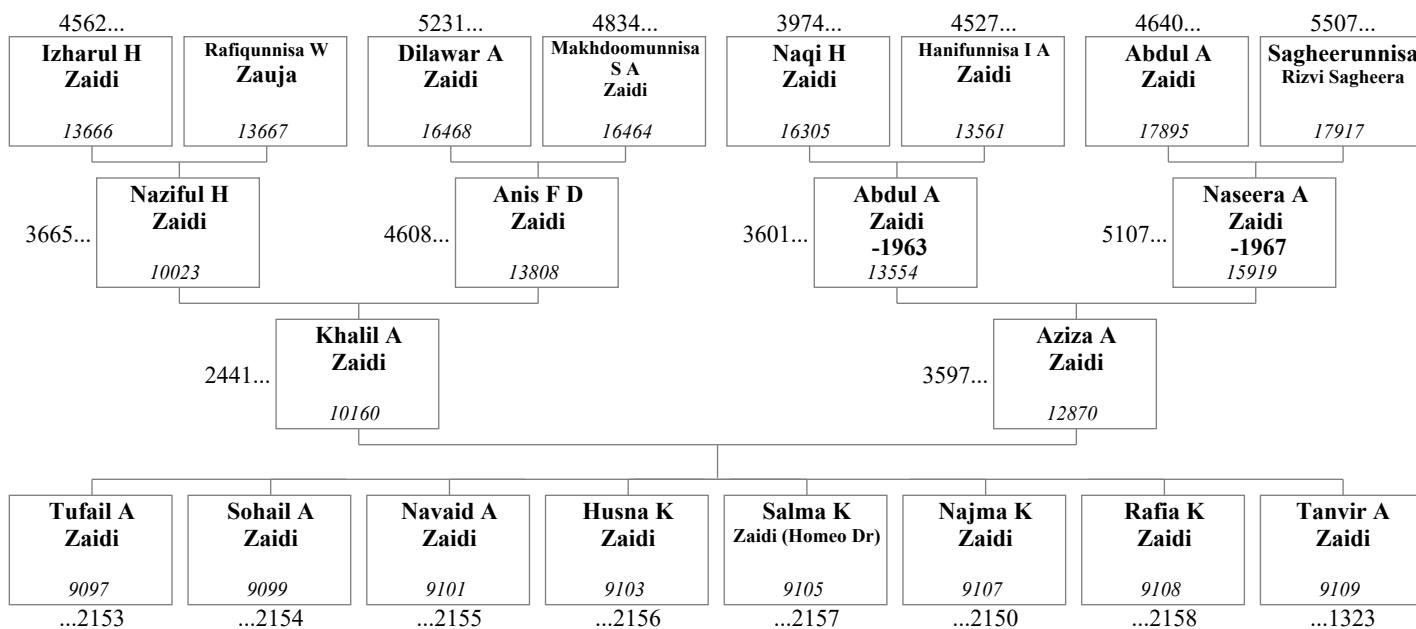 4562...
5231...
4834...
3974...
4527...
4640...
5507...
Izharul H
Zaidi
13666
Rafiqunnisa W
Zauja
13667
Dilawar A
Zaidi
16468
Makhdoomunnisa
S A
Zaidi
16464
Naqi H
Zaidi
16305
Hanifunnisa I A
Zaidi
13561
Abdul A
Zaidi
17895
Sagheerunnisa
Rizvi Sagheera
17917
3665...
Naziful H
Zaidi
10023
4608...
Anis F D
Zaidi
13808
3601...
Abdul A
Zaidi
-1963
13554
5107...
Naseera A
Zaidi
-1967
15919
2441...
Khalil A
Zaidi
10160
3597...
Aziza A
Zaidi
12870
Tufail A
Zaidi
9097
...2153
Sohail A
Zaidi
9099
...2154
Navaid A
Zaidi
9101
...2155
Husna K
Zaidi
9103
...2156
Salma K
Zaidi (Homeo Dr)
9105
...2157
Najma K
Zaidi
9107
...2150
Rafia K
Zaidi
9108
...2158
Tanvir A
Zaidi
9109
...1323